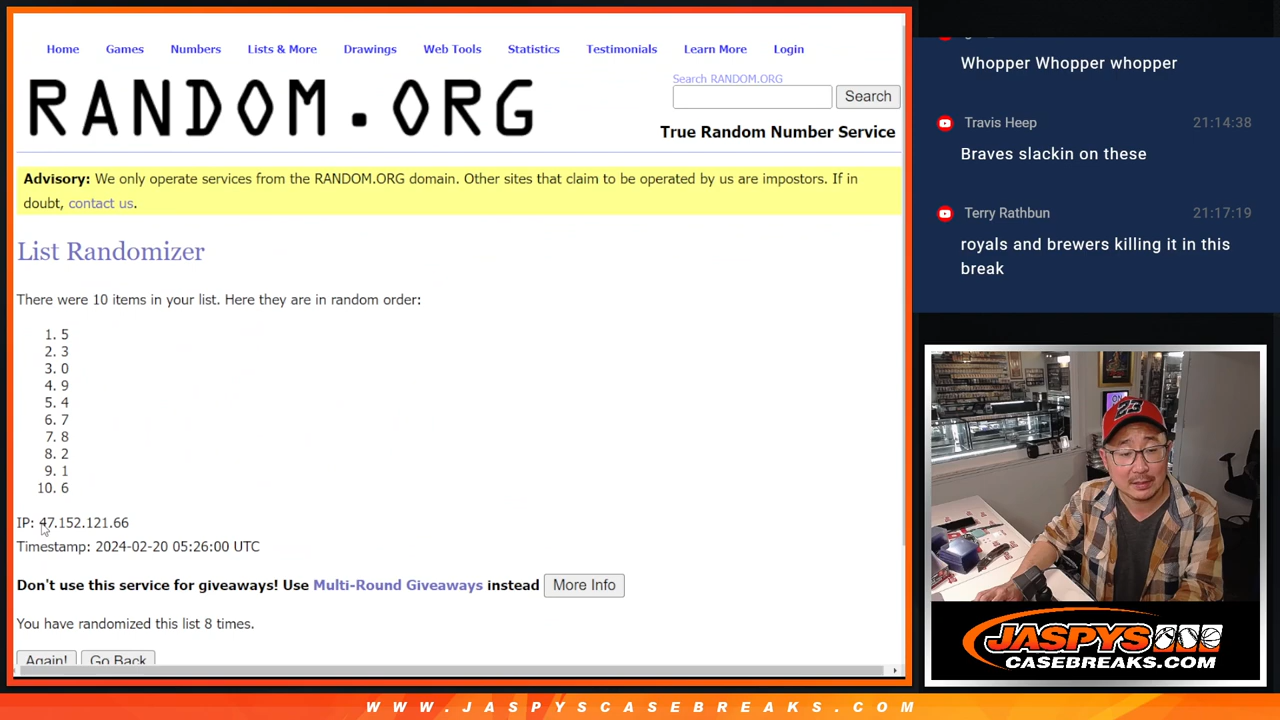 Home Games Numbers Lists & More Drawings Web Tools Statistics Testimonials Learn More Login
RANDOM.ORG
Search RANDOM.ORG
Search
True Random Number Service
Advisory: We only operate services from the RANDOM.ORG domain. Other sites that claim to be operated by us are impostors. If in
doubt, contact us.
List Randomizer
There were 10 items in your list. Here they are in random order:
1. 5
2. 3
3. 0
4. 9
5. 4
6. 7
7. 8
8. 2
9. 1
10. 6
IP: 47.152.121.66
Timestamp: 2024-02-20 05:26:00 UTC
Don't use this service for giveaways! Use Multi-Round Giveaways instead More Info
You have randomized this list 8 times.
Again! Go Back
Whopper Whopper whopper
Travis Heep 21:14:38
Braves slackin on these
Terry Rathbun 21:17:19
royals and brewers killing it in this
break
23
JASPYS
CASEBREAKS.COM
WWW.JASPYSCASEBREAKS.COM